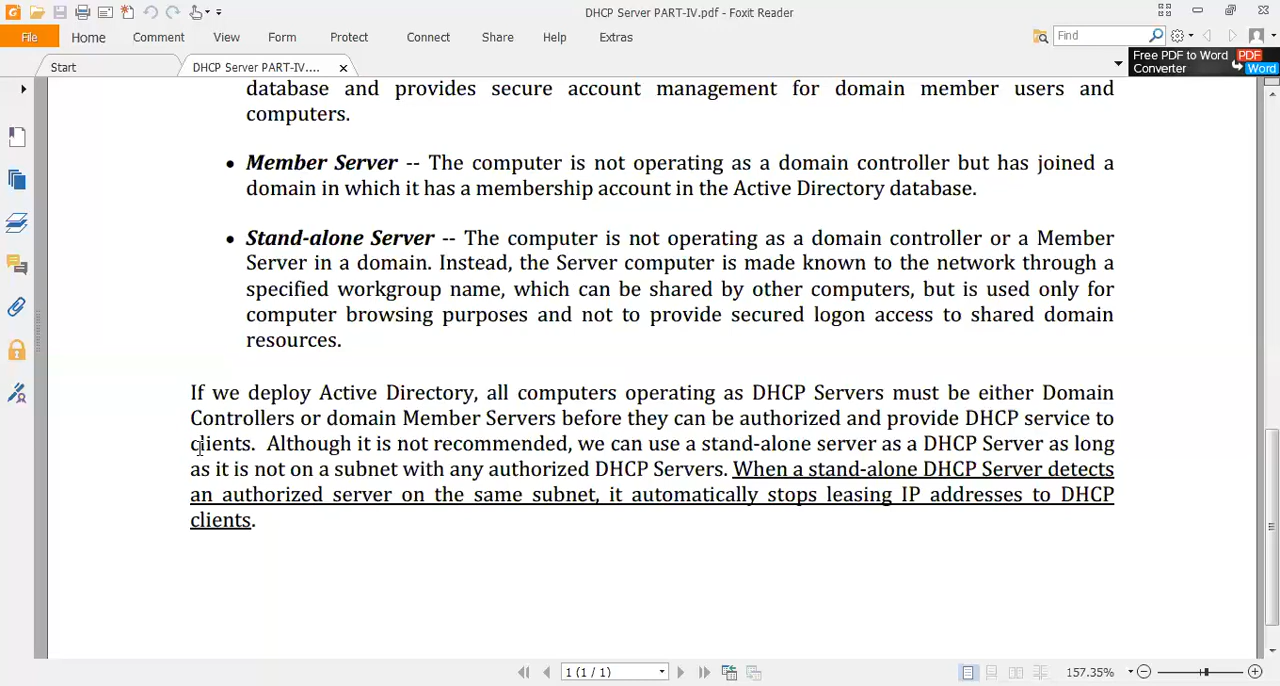 DHCP Server PART-IV.pdf - Foxit Reader
File Home Comment View Form Protect Connect Share Help Extras Find
Start DHCP Server PART-IV....
Free PDF to Word PDF
Converter Word
database and provides secure account management for domain member users and
computers.
• Member Server -- The computer is not operating as a domain controller but has joined a
domain in which it has a membership account in the Active Directory database.
• Stand-alone Server -- The computer is not operating as a domain controller or a Member
Server in a domain. Instead, the Server computer is made known to the network through a
specified workgroup name, which can be shared by other computers, but is used only for
computer browsing purposes and not to provide secured logon access to shared domain
resources.
If we deploy Active Directory, all computers operating as DHCP Servers must be either Domain
Controllers or domain Member Servers before they can be authorized and provide DHCP service to
clients. Although it is not recommended, we can use a stand-alone server as a DHCP Server as long
as it is not on a subnet with any authorized DHCP Servers. When a stand-alone DHCP Server detects
an authorized server on the same subnet, it automatically stops leasing IP addresses to DHCP
clients.
1 (1 / 1) 157.35%